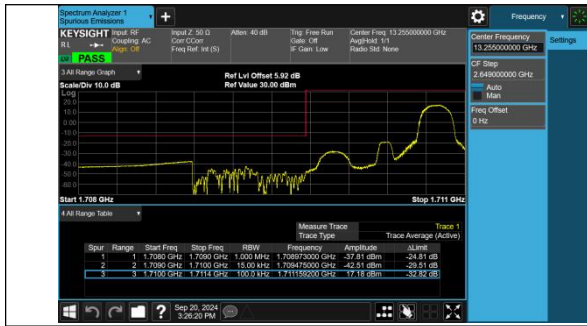 Spectrum Analyzer 1
Spurious Emissions
Frequency
KEYSIGHT Input: RF Input Z: 50 Ω Atten: 40 dB Trig: Free Run Center Freq: 13.255000000 GHz
RL Coupling: AC Corr CCorr Gate: Off Avg|Hold: 1/1
Align: Off Freq Ref: Int (S) IF Gain: Low Radio Std: None
PASS
Center Frequency
13.255000000 GHz
Settings
CF Step
2.649000000 GHz
Auto
Man
Freq Offset
0 Hz
3 All Range Graph
Ref Lvl Offset 5.92 dB
Scale/Div 10.0 dB Ref Value 30.00 dBm
Log
20.0
10.0
0.00
-10.0
-20.0
-30.0
-40.0
-50.0
-60.0
Start 1.708 GHz Stop 1.711 GHz
4 All Range Table
Measure Trace Trace 1
Trace Type Trace Average (Active)
Spur Range Start Freq Stop Freq RBW Frequency Amplitude ΔLimit
1 1 1.7080 GHz 1.7090 GHz 1.000 MHz 1.708973000 GHz -37.81 dBm -24.81 dB
2 2 1.7090 GHz 1.7100 GHz 15.00 kHz 1.709475000 GHz -42.51 dBm -29.51 dB
3 3 1.7100 GHz 1.7114 GHz 100.0 kHz 1.711159200 GHz 17.18 dBm -32.82 dB
Sep 20, 2024
3:26:20 PM